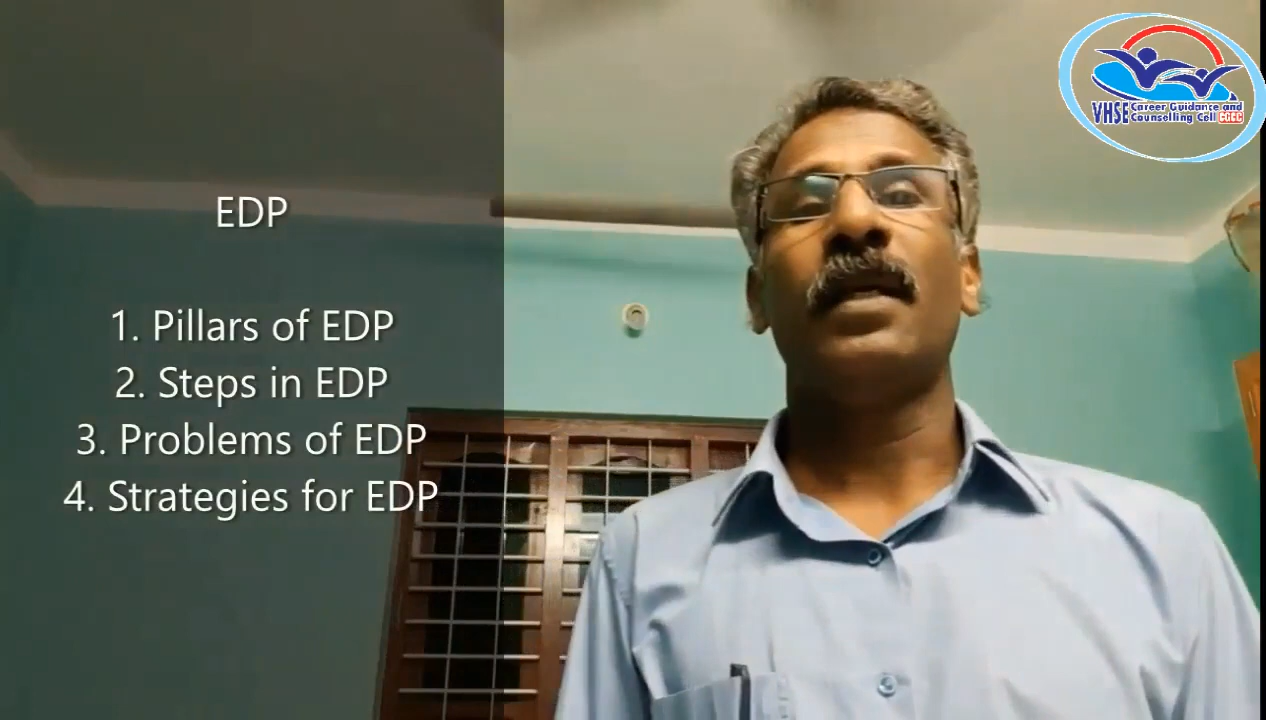 EDP
1. Pillars of EDP
2. Steps in EDP
3. Problems of EDP
4. Strategies for EDP
VHSE Career Guidance and
Counselling Cell CGCC